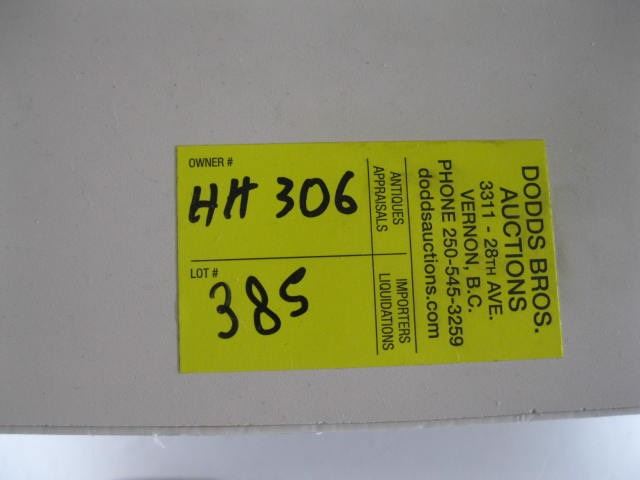 OWNER #
HH 306
LOT #
385
ANTIQUES
APPRAISALS
IMPORTERS
LIQUIDATIONS
DODDS BROS.
AUCTIONS
3311 - 28TH AVE.
VERNON, B.C.
PHONE 250-545-3259
doddsauctions.com